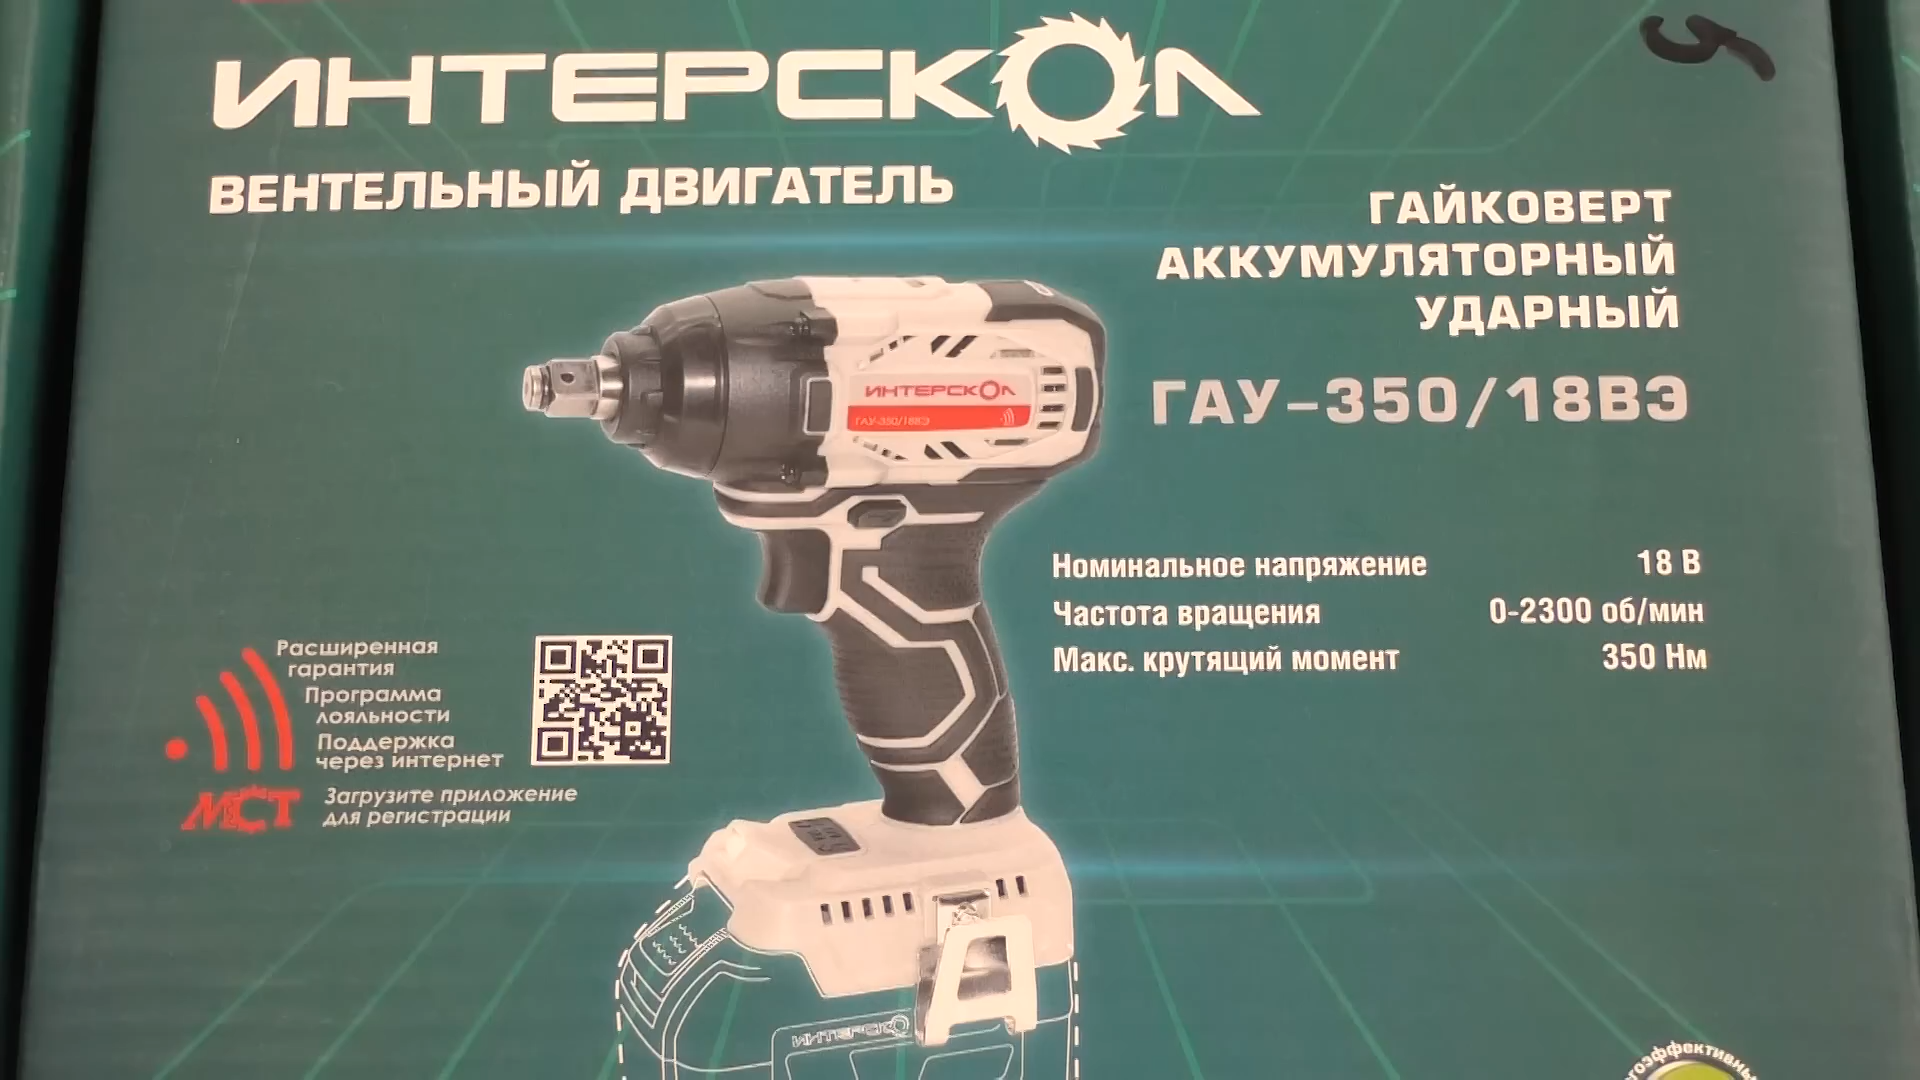 ИНТЕРСКОЛ
ВЕНТЕЛЬНЫЙ ДВИГАТЕЛЬ
ГАЙКОВЕРТ
АККУМУЛЯТОРНЫЙ
УДАРНЫЙ
ГАУ-350/18ВЭ
ИНТЕРСКОЛ
ГАУ-350/18ВЭ
Номинальное напряжение 18 В
Частота вращения 0-2300 об/мин
Макс. крутящий момент 350 Нм
Расширенная
гарантия
Программа
лояльности
Поддержка
через интернет
МСТ
Загрузите приложение
для регистрации
ИНТЕРСКО